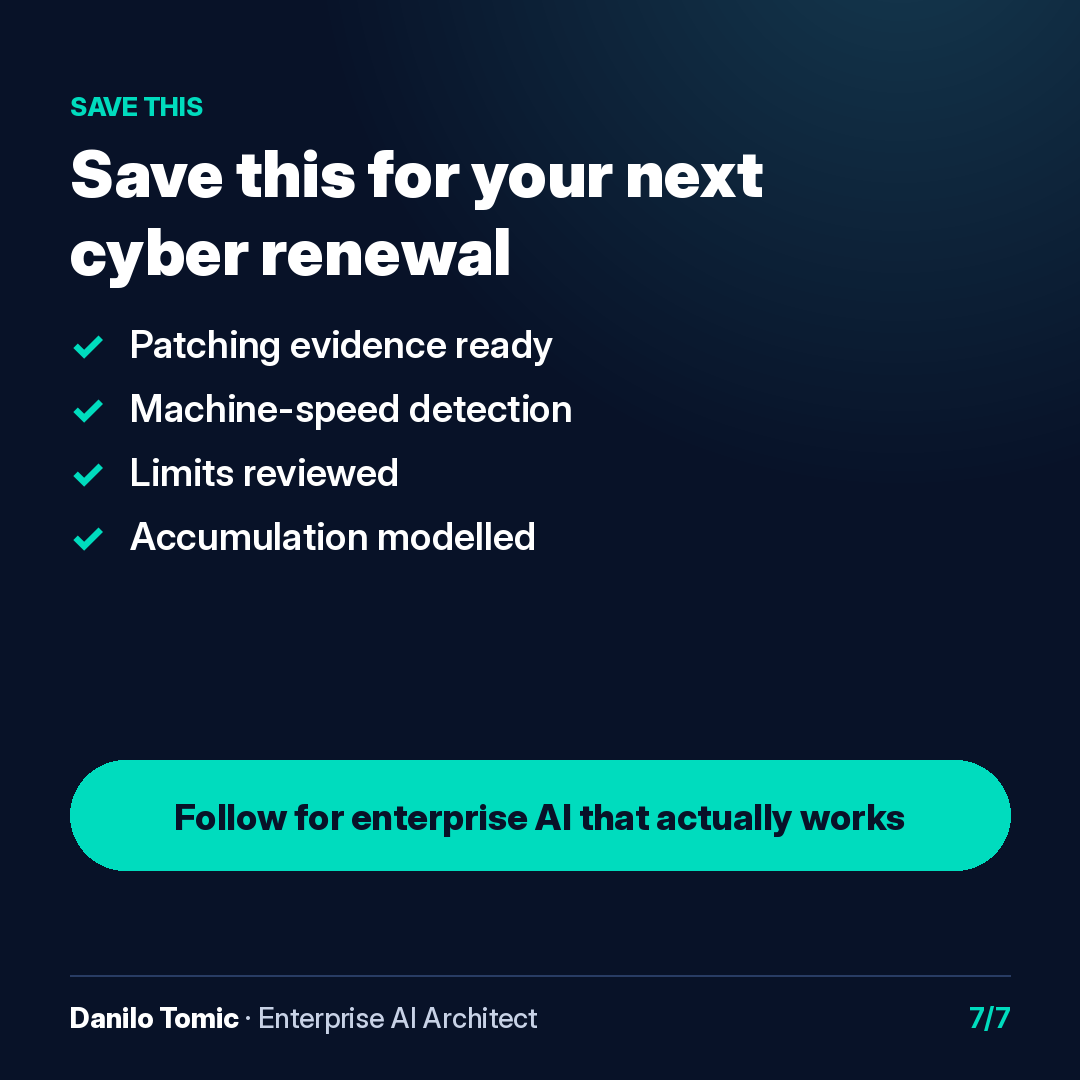 SAVE THIS
Save this for your next
cyber renewal
Patching evidence ready
Machine-speed detection
Limits reviewed
Accumulation modelled
Follow for enterprise AI that actually works
Danilo Tomic · Enterprise AI Architect
7/7